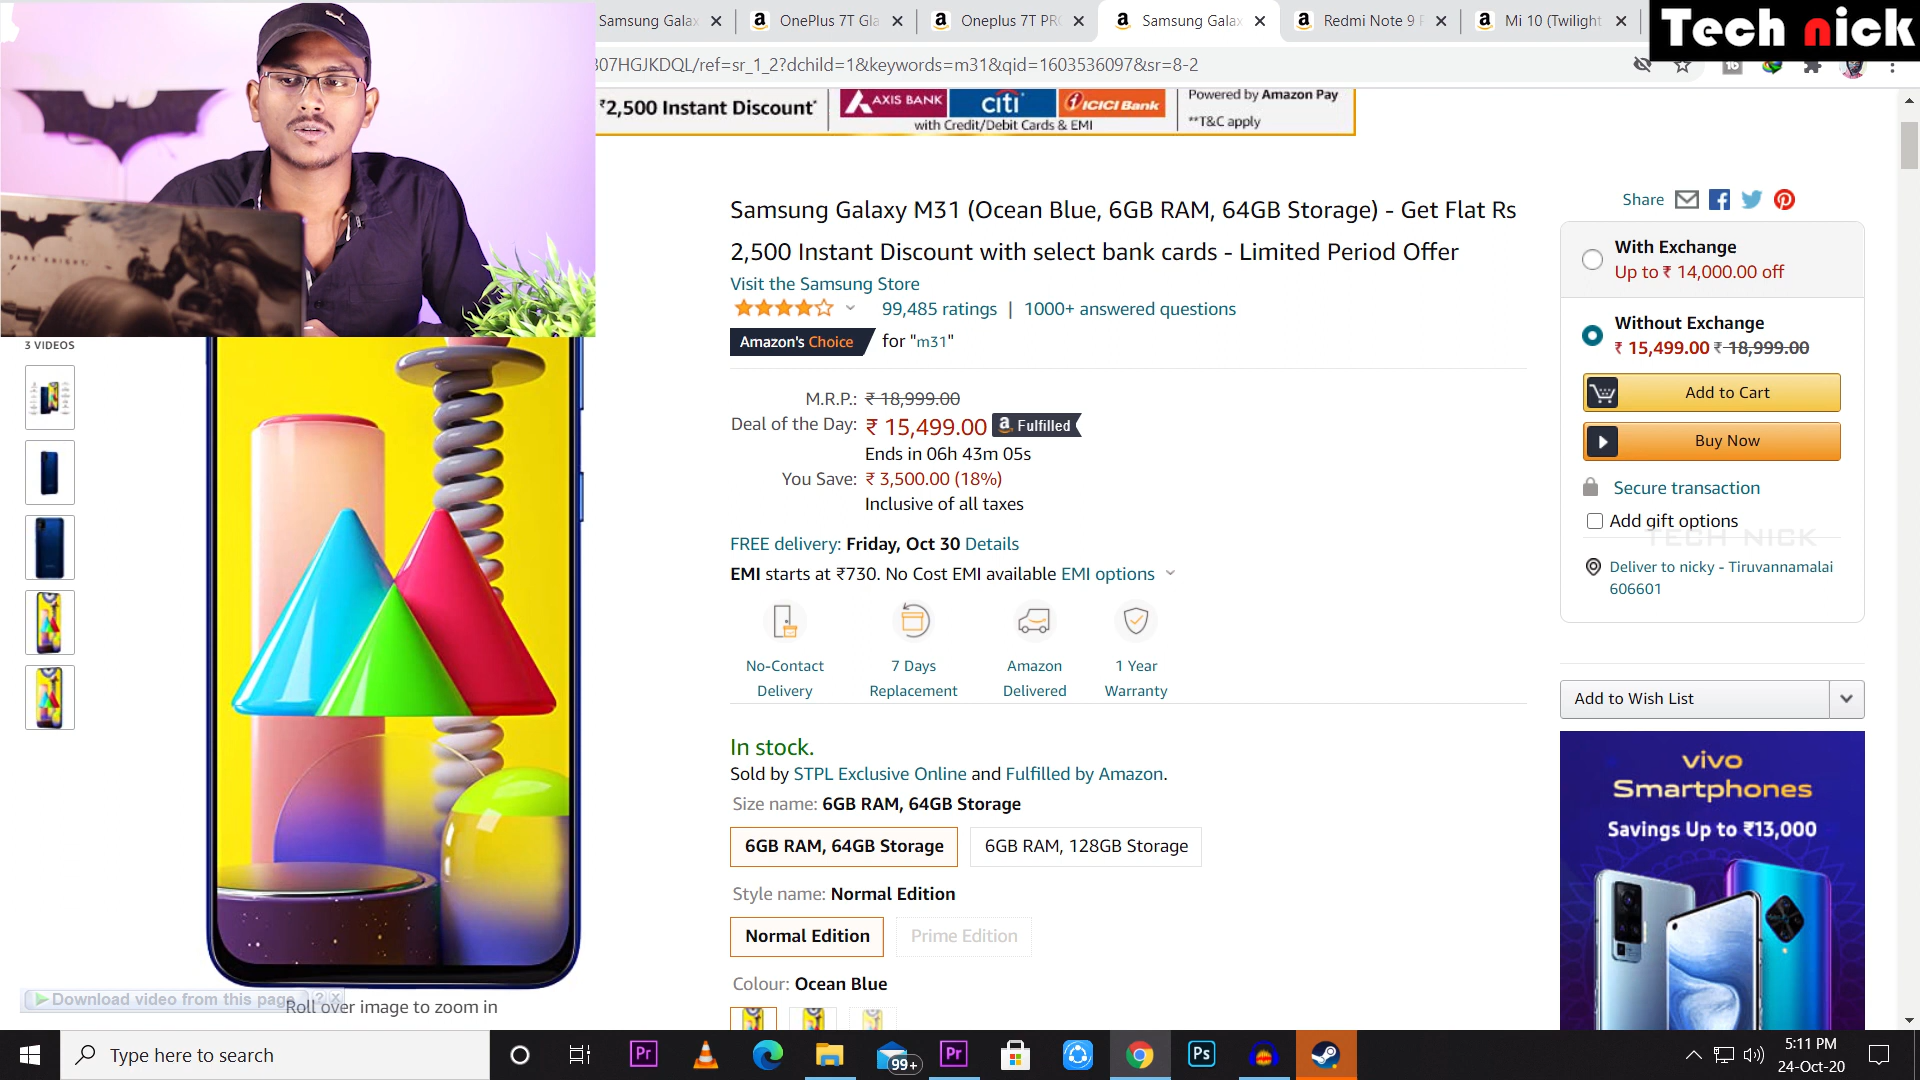 Samsung Galax
OnePlus 7T Gla
Oneplus 7T PRO
Samsung Galax
Redmi Note 9 P
Mi 10 (Twilight
Tech nick
B07HGJKDQL/ref=sr_1_2?dchild=1&keywords=m31&qid=1603536097&sr=8-2
₹2,500 Instant Discount*
AXIS BANK
citi
ICICI Bank
with Credit/Debit Cards & EMI
Powered by Amazon Pay
**T&C apply
DARK KNIGHT
3 VIDEOS
Samsung Galaxy M31 (Ocean Blue, 6GB RAM, 64GB Storage) - Get Flat Rs
2,500 Instant Discount with select bank cards - Limited Period Offer
Visit the Samsung Store
99,485 ratings | 1000+ answered questions
Amazon's Choice for "m31"
M.R.P.: ₹ 18,999.00
Deal of the Day: ₹ 15,499.00 Fulfilled
Ends in 06h 43m 05s
You Save: ₹ 3,500.00 (18%)
Inclusive of all taxes
FREE delivery: Friday, Oct 30 Details
EMI starts at ₹730. No Cost EMI available EMI options
No-Contact
Delivery
7 Days
Replacement
Amazon
Delivered
1 Year
Warranty
In stock.
Sold by STPL Exclusive Online and Fulfilled by Amazon.
Size name: 6GB RAM, 64GB Storage
6GB RAM, 64GB Storage
6GB RAM, 128GB Storage
Style name: Normal Edition
Normal Edition
Prime Edition
Colour: Ocean Blue
Share
With Exchange
Up to ₹ 14,000.00 off
Without Exchange
₹ 15,499.00 ₹ 18,999.00
Add to Cart
Buy Now
Secure transaction
Add gift options
TECH NICK
Deliver to nicky - Tiruvannamalai
606601
Add to Wish List
vivo
Smartphones
Savings Up to ₹13,000
Download video from this page ? X
Roll over image to zoom in
Type here to search
Pr
99+
Pr
Ps
5:11 PM
24-Oct-20